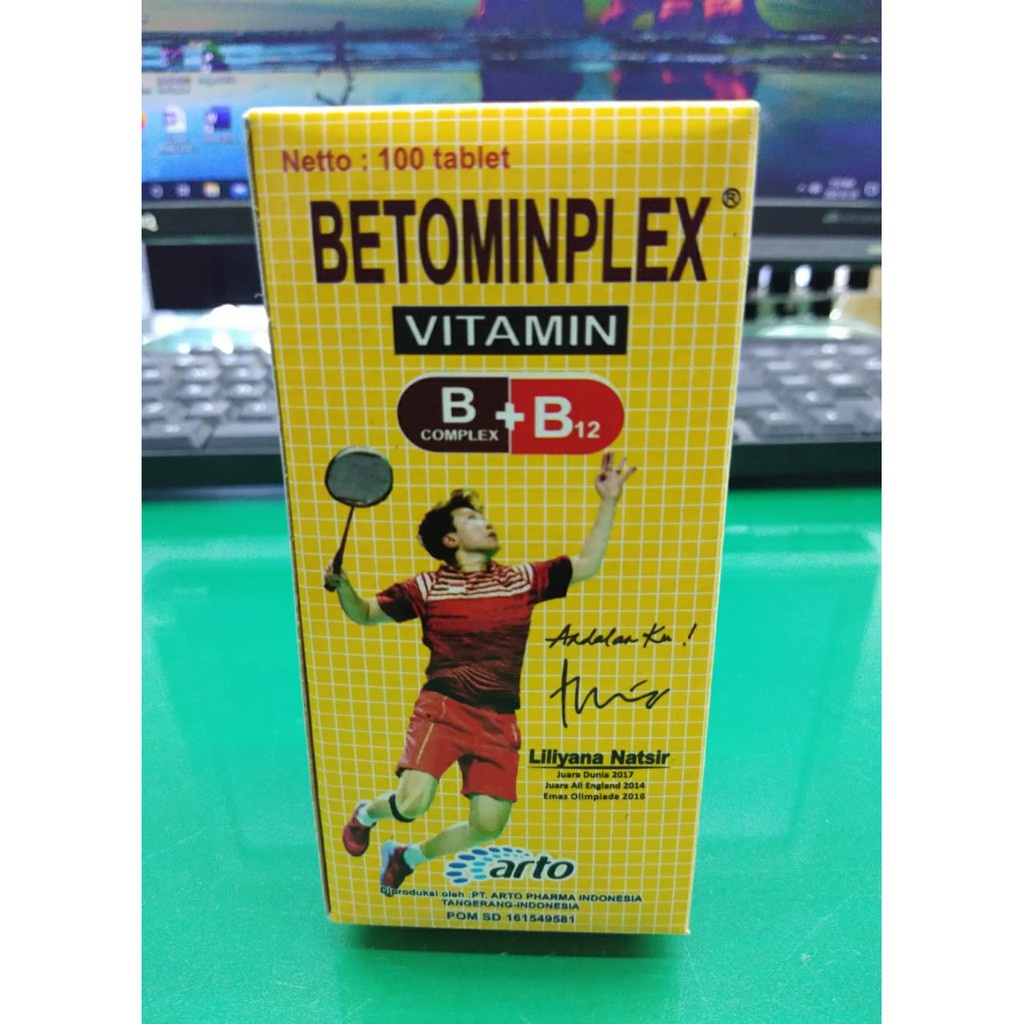 Netto : 100 tablet
BETOMINPLEX®
VITAMIN
B COMPLEX + B12
Andalan Ku !
Liliyana Natsir
Juara Dunia 2017
Juara All England 2014
Emas Olimpiade 2016
arto
Diproduksi oleh :PT. ARTO PHARMA INDONESIA
TANGERANG-INDONESIA
POM SD 161549581